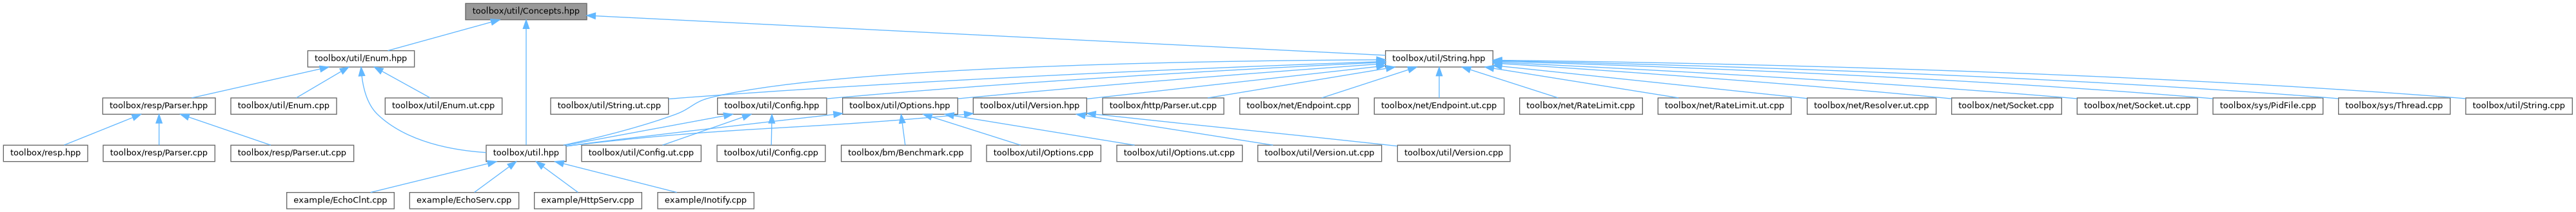 toolbox/util/Concepts.hpp
toolbox/util/Enum.hpp
toolbox/util/String.hpp
toolbox/resp/Parser.hpp
toolbox/util/Enum.cpp
toolbox/util/Enum.ut.cpp
toolbox/util/String.ut.cpp
toolbox/util/Config.hpp
toolbox/util/Options.hpp
toolbox/util/Version.hpp
toolbox/http/Parser.ut.cpp
toolbox/net/Endpoint.cpp
toolbox/net/Endpoint.ut.cpp
toolbox/net/RateLimit.cpp
toolbox/net/RateLimit.ut.cpp
toolbox/net/Resolver.ut.cpp
toolbox/net/Socket.cpp
toolbox/net/Socket.ut.cpp
toolbox/sys/PidFile.cpp
toolbox/sys/Thread.cpp
toolbox/util/String.cpp
toolbox/resp.hpp
toolbox/resp/Parser.cpp
toolbox/resp/Parser.ut.cpp
toolbox/util.hpp
toolbox/util/Config.ut.cpp
toolbox/util/Config.cpp
toolbox/bm/Benchmark.cpp
toolbox/util/Options.cpp
toolbox/util/Options.ut.cpp
toolbox/util/Version.ut.cpp
toolbox/util/Version.cpp
example/EchoClnt.cpp
example/EchoServ.cpp
example/HttpServ.cpp
example/Inotify.cpp